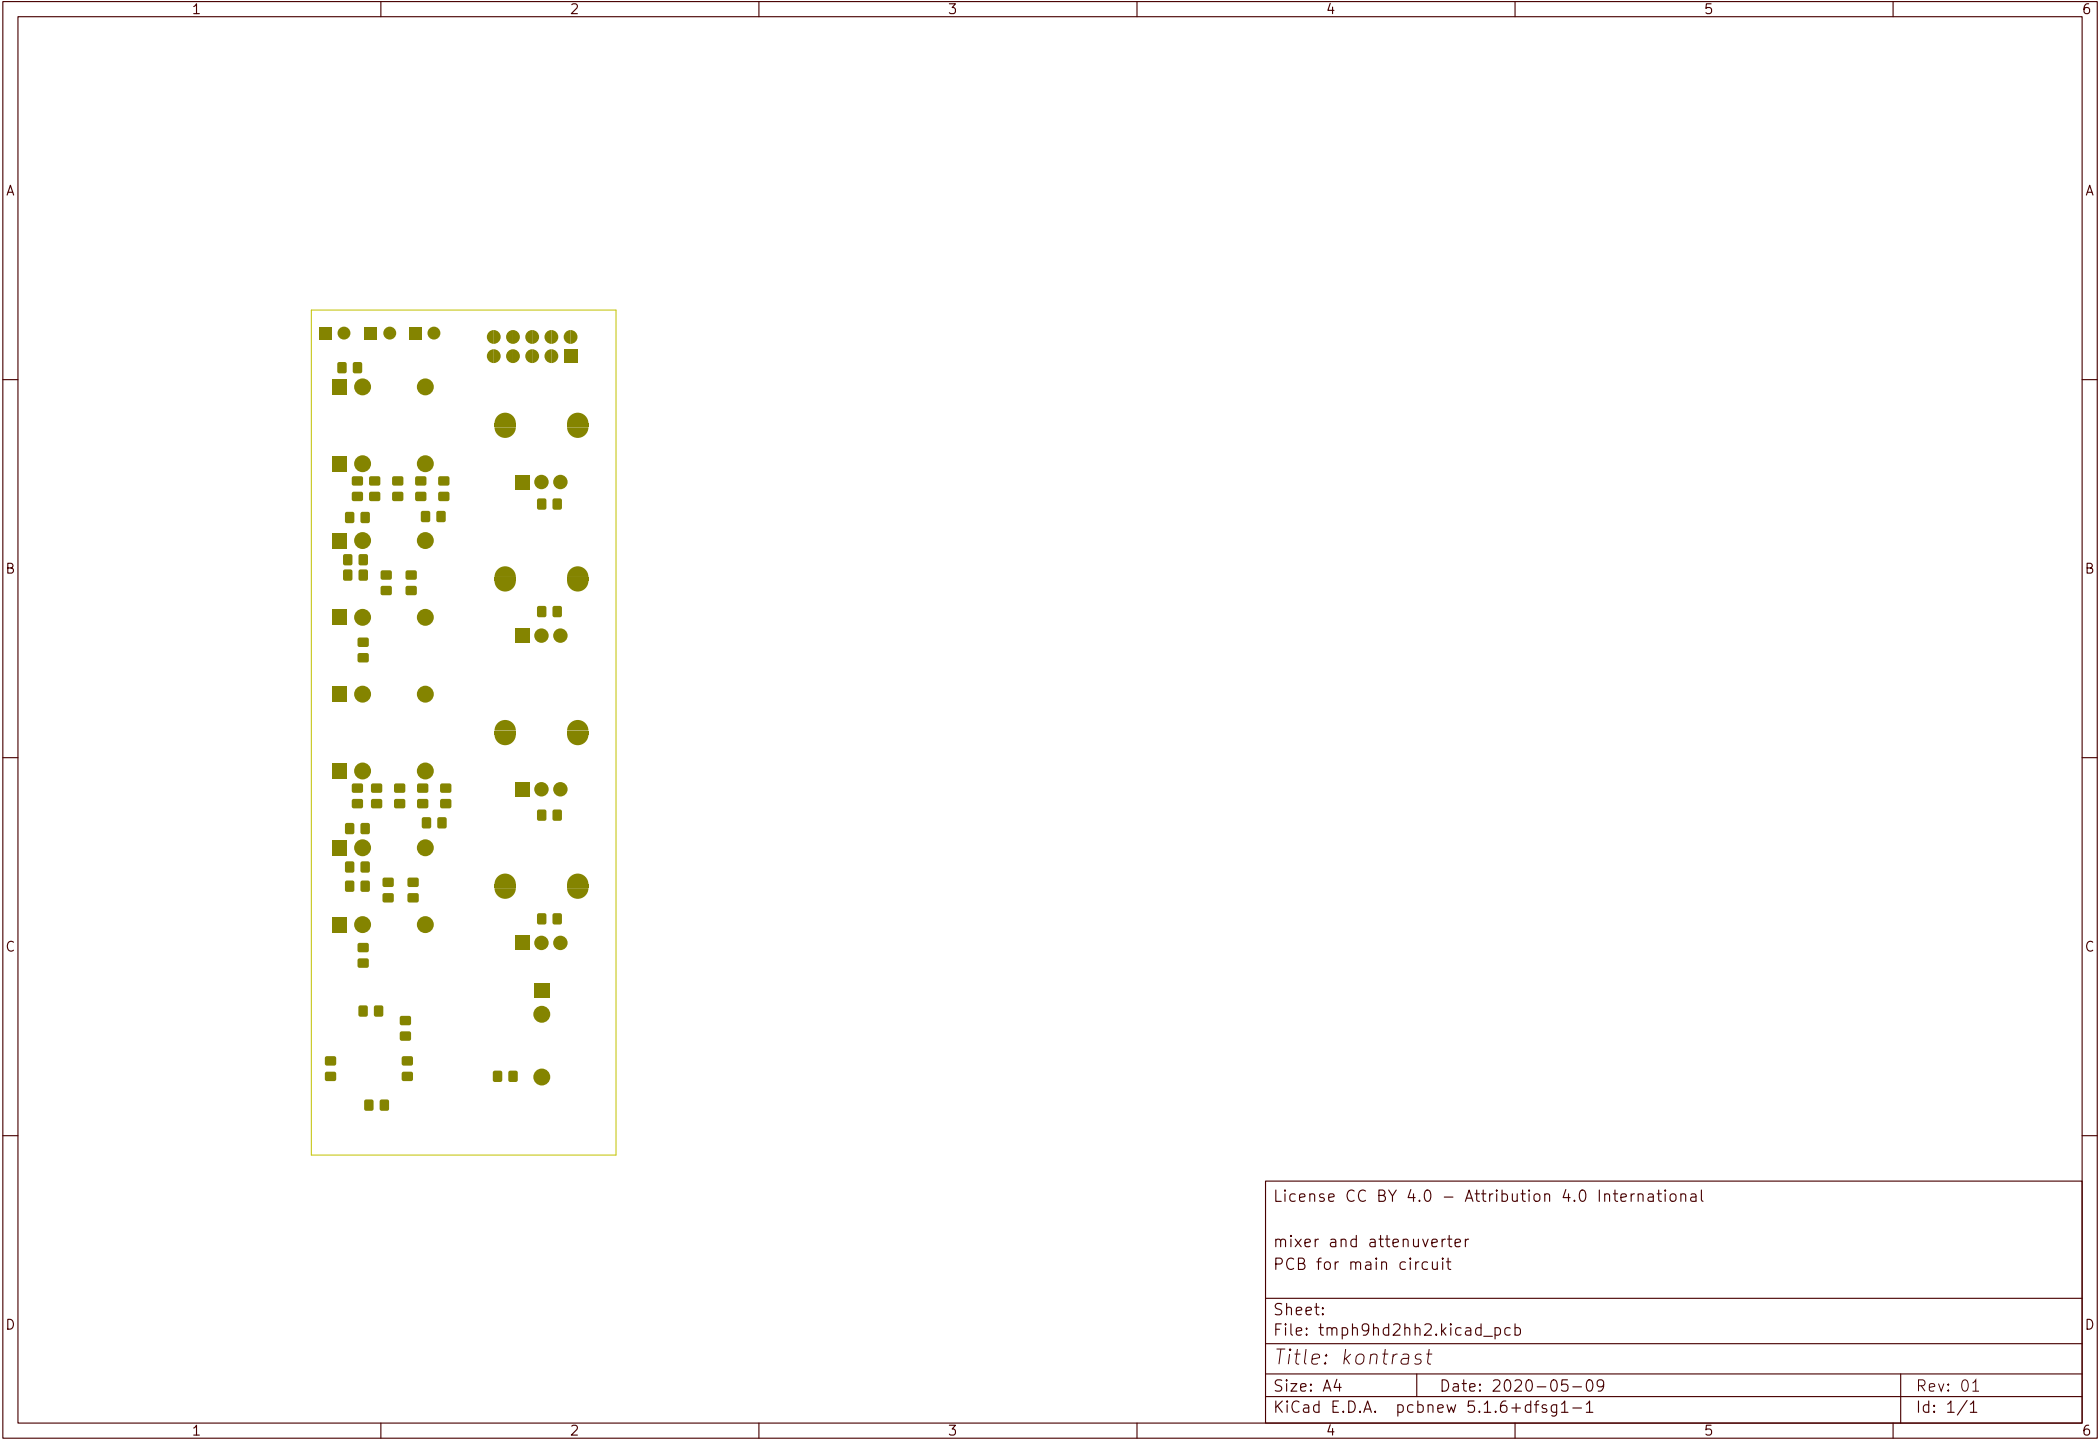 1 2 3 4 5 6
A A
B B
C C
License CC BY 4.0 - Attribution 4.0 International
mixer and attenuverter
PCB for main circuit
Sheet:
D D
File: tmph9hd2hh2.kicad_pcb
Title: kontrast
Size: A4 Date: 2020-05-09 Rev: 01
KiCad E.D.A. pcbnew 5.1.6+dfsg1-1 Id: 1/1
1 2 3 4 5 6